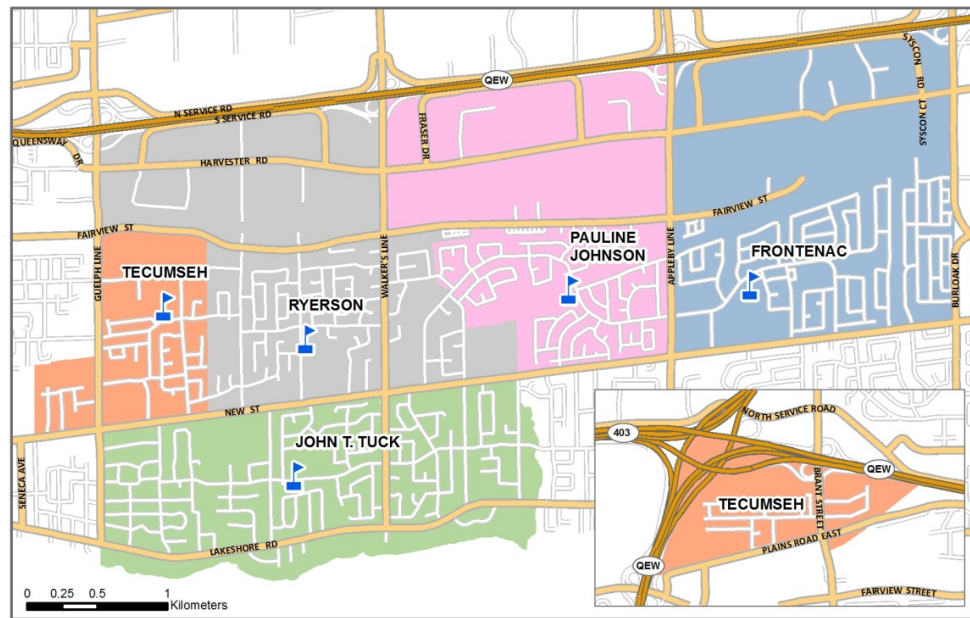 QEW
N SERVICE RD
S SERVICE RD
QUEENSWAY DR
HARVESTER RD
FRASER DR
SYSCON RD
SYSCON CT
FAIRVIEW ST
FAIRVIEW ST
GUELPH LINE
WALKER'S LINE
APPLEBY LINE
BURLOAK DR
TECUMSEH
RYERSON
PAULINE
JOHNSON
FRONTENAC
NEW ST
JOHN T. TUCK
SENECA AVE
LAKESHORE RD
0 0.25 0.5 1
Kilometers
NORTH SERVICE ROAD
403
QEW
BRANT STREET
TECUMSEH
PLAINS ROAD EAST
QEW
FAIRVIEW STREET